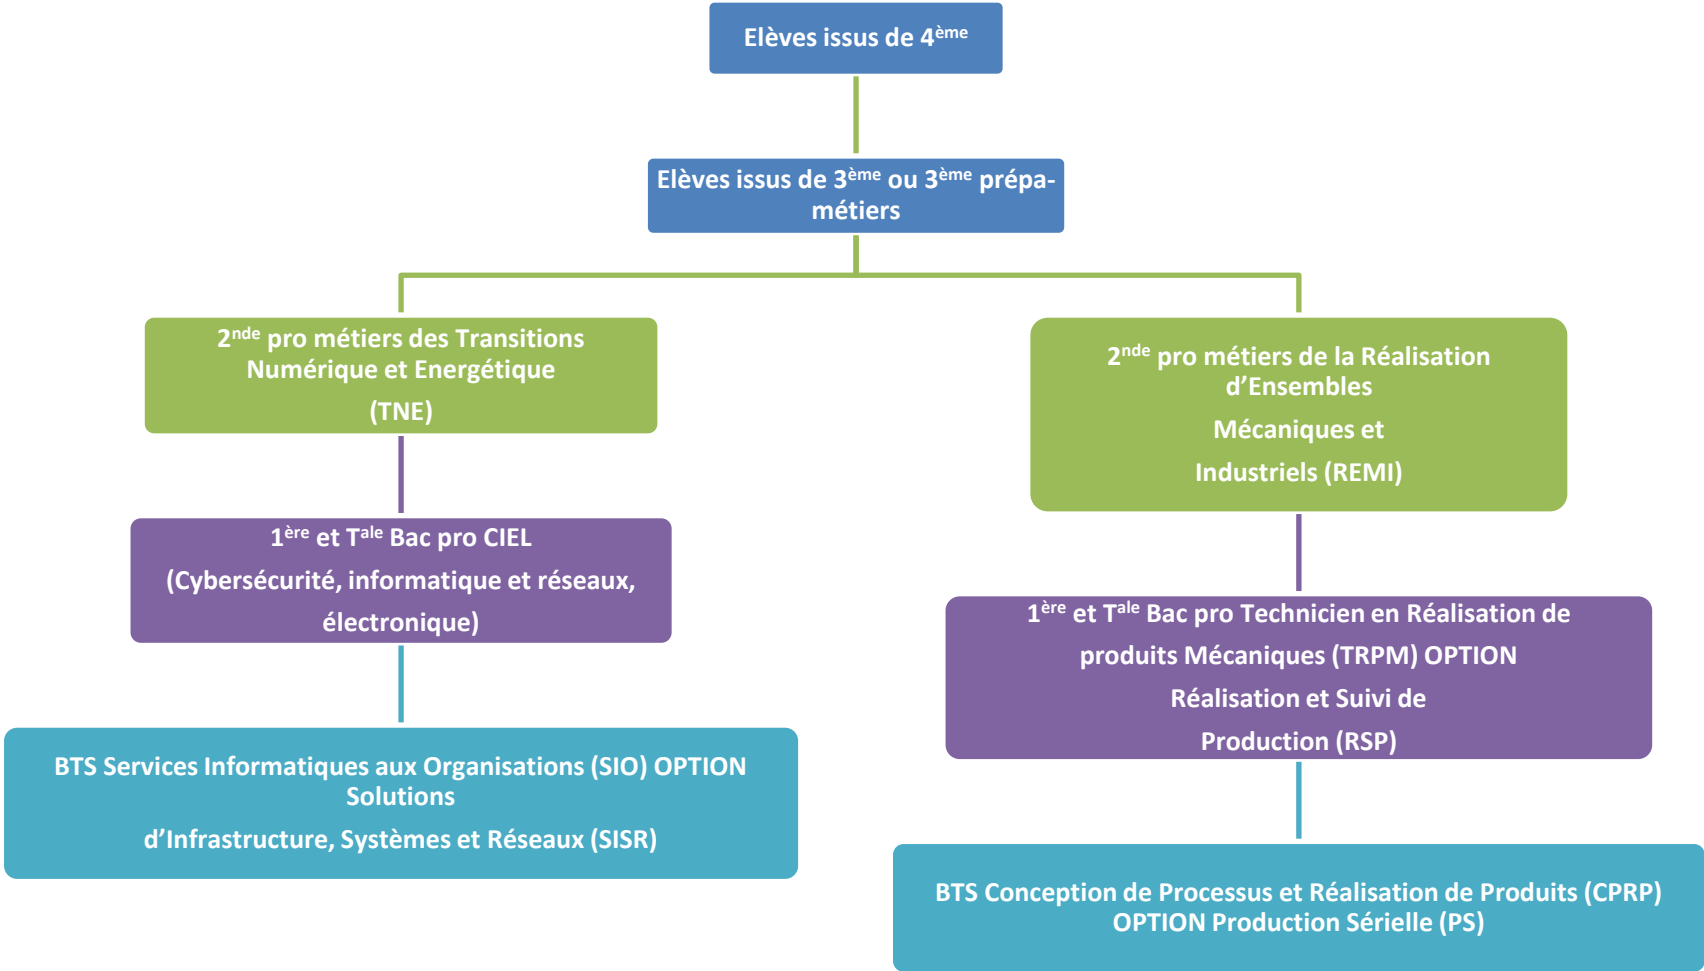 Elèves issus de 4ème
Elèves issus de 3ème ou 3ème prépa-
métiers
2nde pro métiers des Transitions
Numérique et Energétique
(TNE)
1ère et Tale Bac pro CIEL
(Cybersécurité, informatique et réseaux,
électronique)
BTS Services Informatiques aux Organisations (SIO) OPTION
Solutions
d’Infrastructure, Systèmes et Réseaux (SISR)
2nde pro métiers de la Réalisation
d’Ensembles
Mécaniques et
Industriels (REMI)
1ère et Tale Bac pro Technicien en Réalisation de
produits Mécaniques (TRPM) OPTION
Réalisation et Suivi de
Production (RSP)
BTS Conception de Processus et Réalisation de Produits (CPRP)
OPTION Production Sérielle (PS)